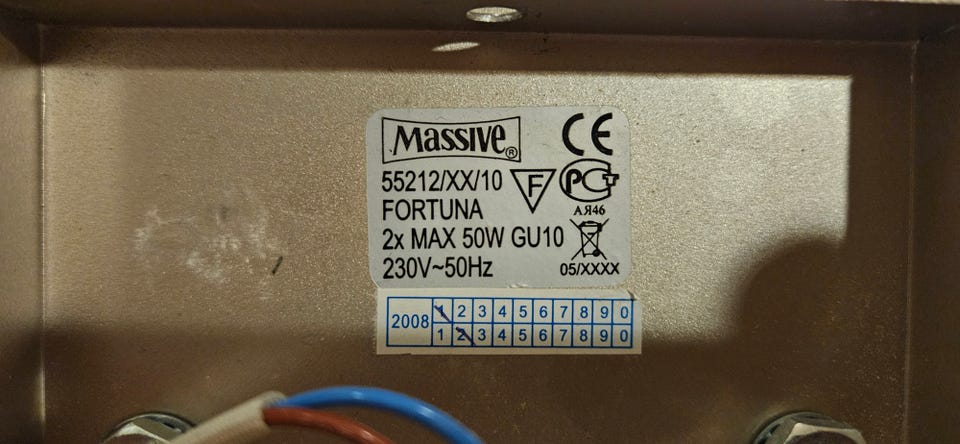 Massive®
CE
55212/XX/10
F
PCT
АЯ46
FORTUNA
2x MAX 50W GU10
230V~50Hz
05/XXXX
2008
1 2 3 4 5 6 7 8 9 0
1 2 3 4 5 6 7 8 9 0